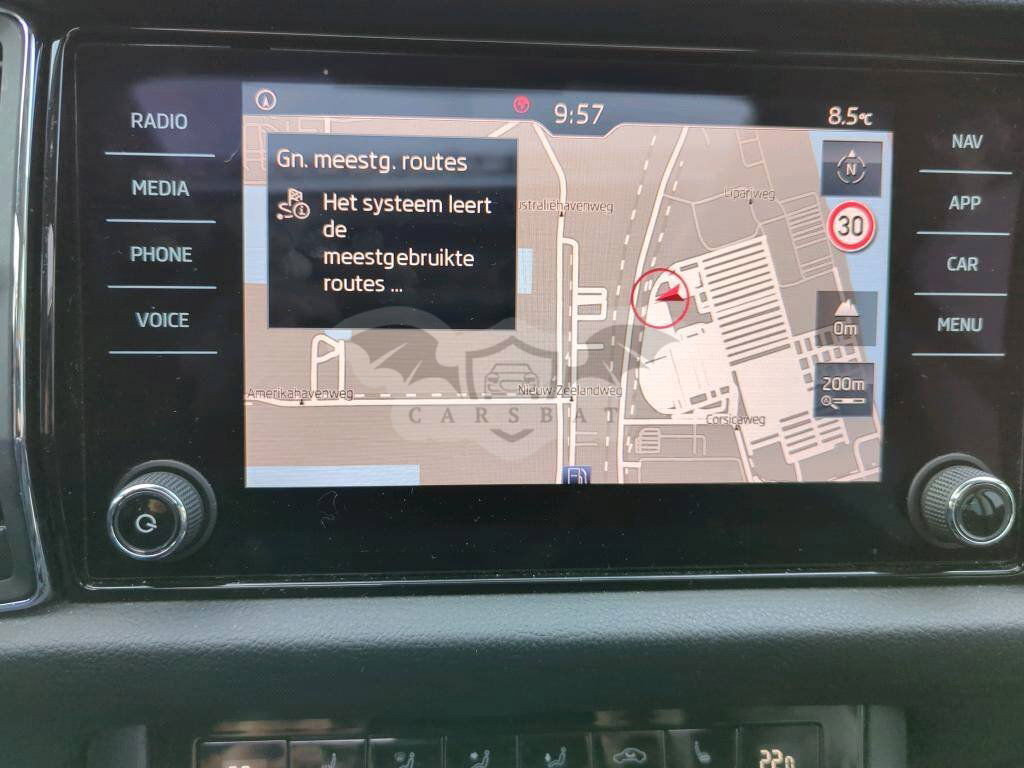 9:57
8.5°C
RADIO
MEDIA
PHONE
VOICE
Gn. meestg. routes
Het systeem leert
de
meestgebruikte
routes ...
ustraliehavenweg
Lipariweg
N
30
0m
200m
Amerikahavenweg
Nieuw-Zeelandweg
Corsicaweg
CARSBAT
NAV
APP
CAR
MENU